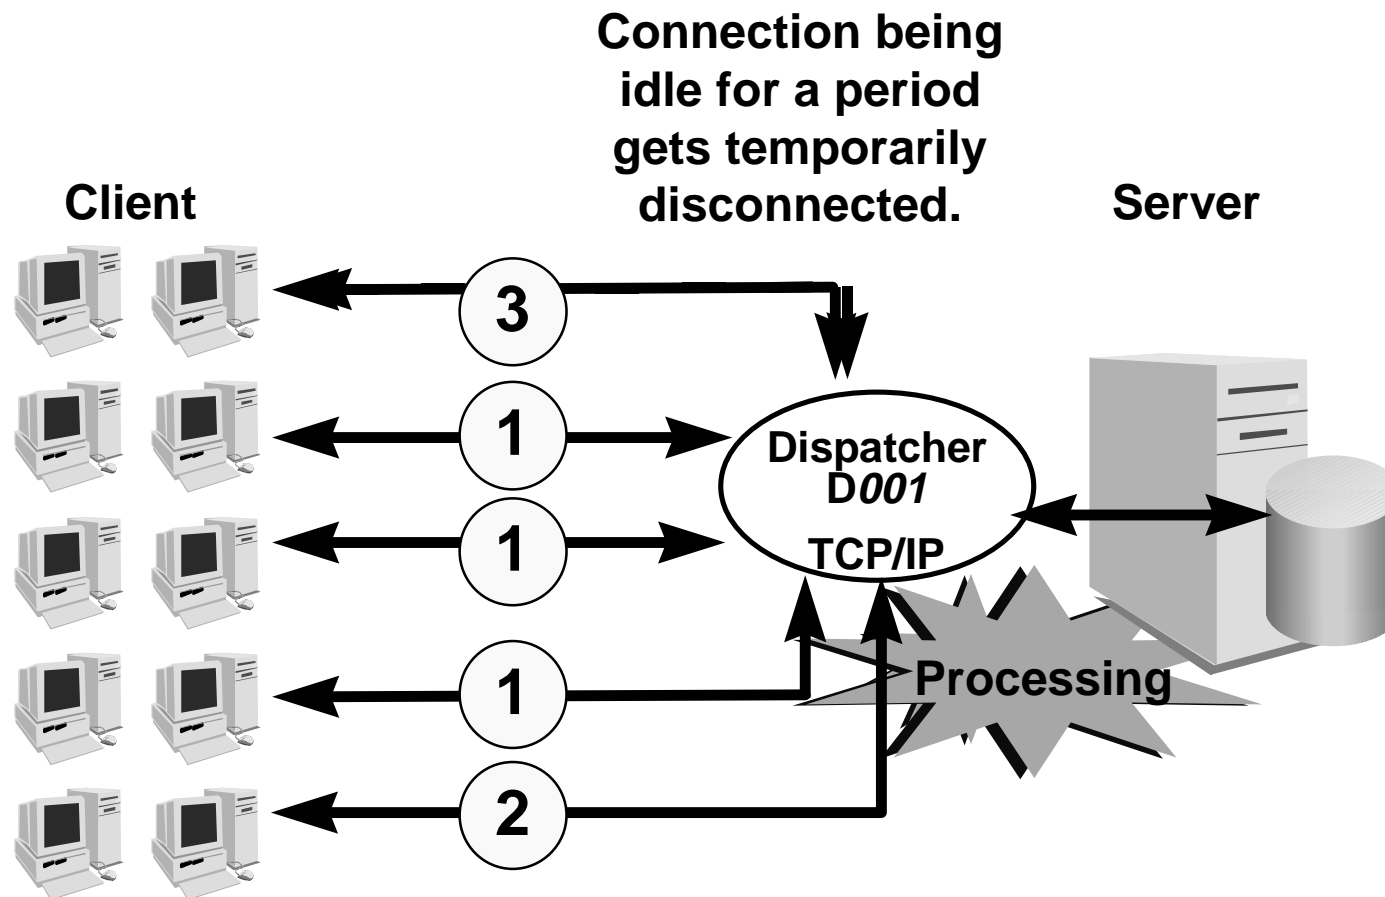 Connection being
idle for a period
gets temporarily
disconnected.
Client
Server
3
1
Dispatcher
D001
1
TCP/IP
1
Processing
2